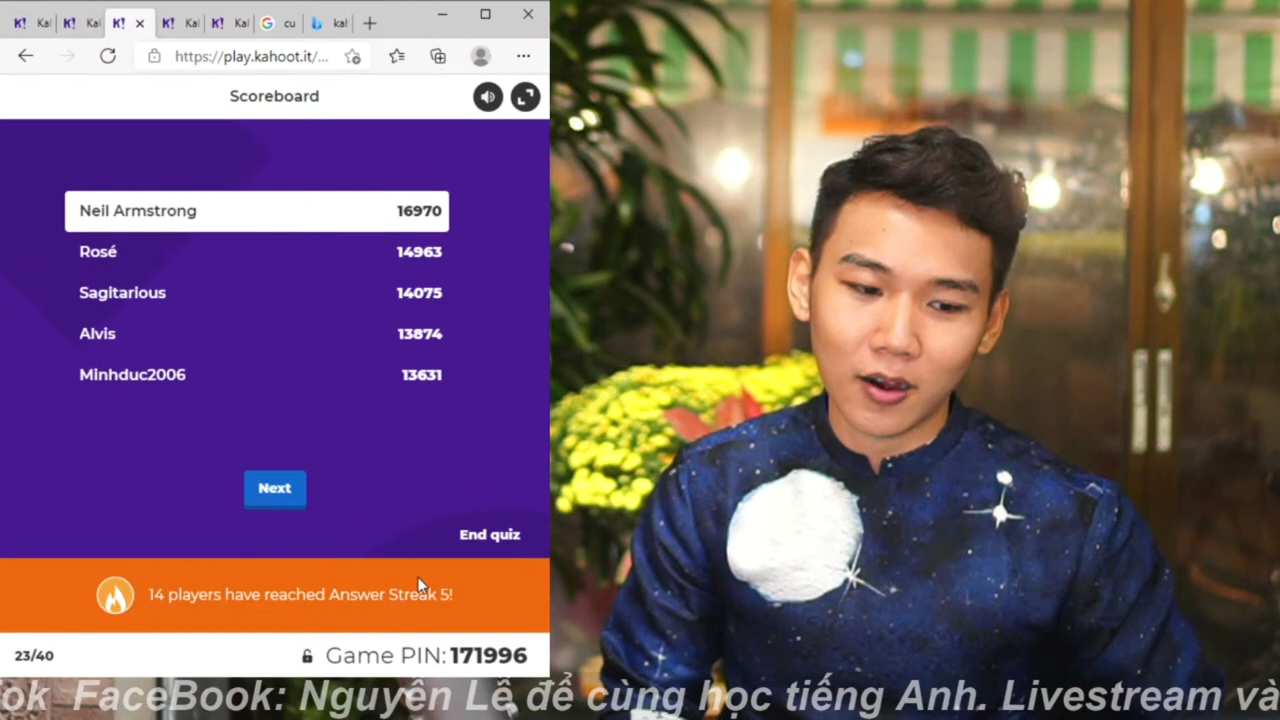 Kal
Kal
Kal
Kal
cu
kal
https://play.kahoot.it/...
Scoreboard
Neil Armstrong 16970
Rosé 14963
Sagitarious 14075
Alvis 13874
Minhduc2006 13631
Next
End quiz
14 players have reached Answer Streak 5!
23/40
Game PIN: 171996
ok FaceBook: Nguyên Lê để cùng học tiếng Anh. Livestream và